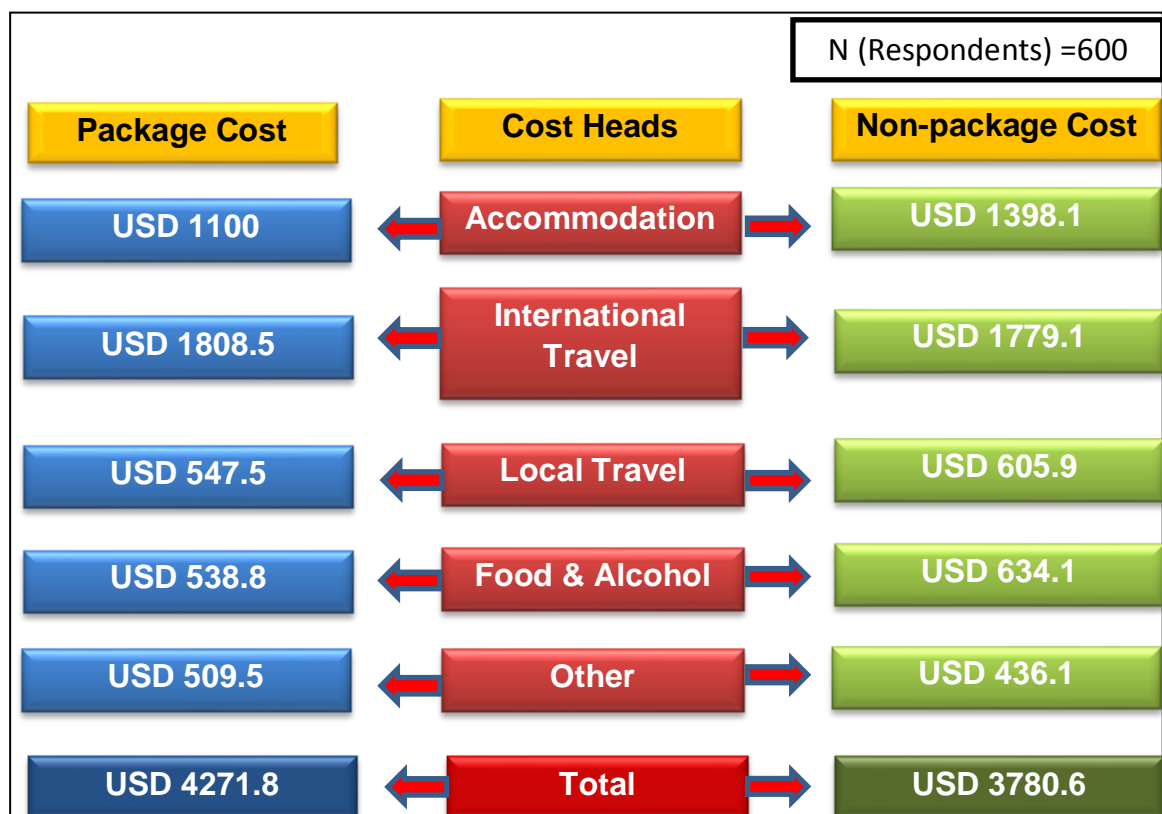 N (Respondents) =600
Package Cost
Cost Heads
Non-package Cost
USD 1100
Accommodation
USD 1398.1
USD 1808.5
International
Travel
USD 1779.1
USD 547.5
Local Travel
USD 605.9
USD 538.8
Food & Alcohol
USD 634.1
USD 509.5
Other
USD 436.1
USD 4271.8
Total
USD 3780.6